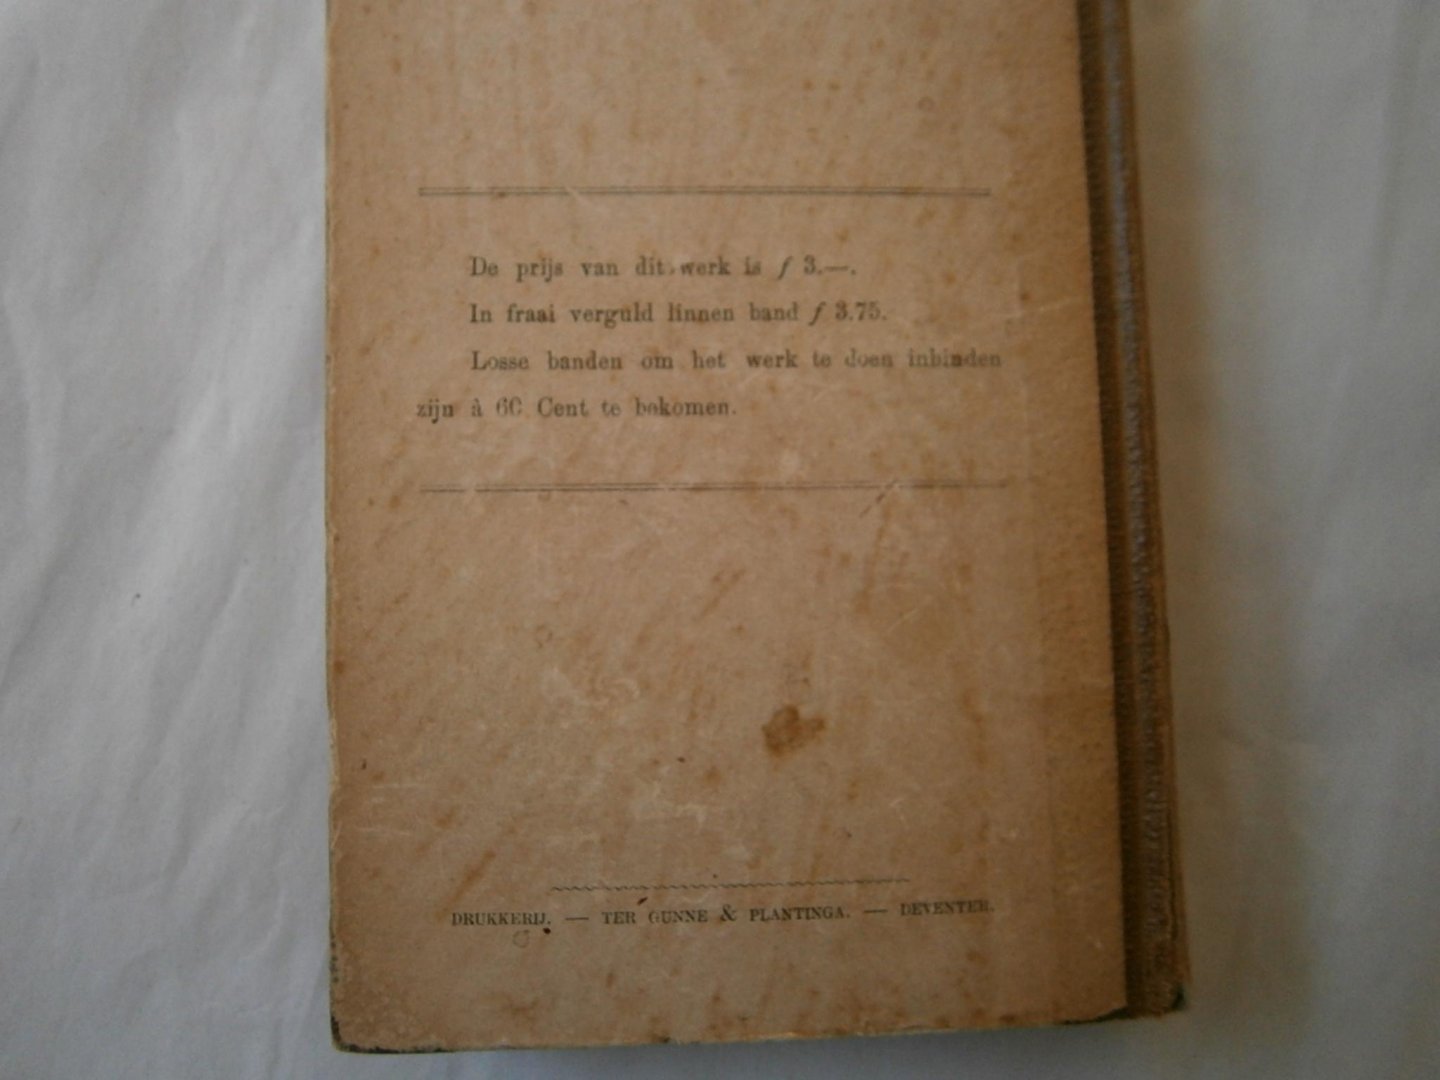 De prijs van dit werk is ƒ 3.—.
In fraai verguld linnen band ƒ 3.75.
Losse banden om het werk te doen inbinden
zijn à 60 Cent te bekomen.
DRUKKERIJ. — TER GUNNE & PLANTINGA. — DEVENTER.